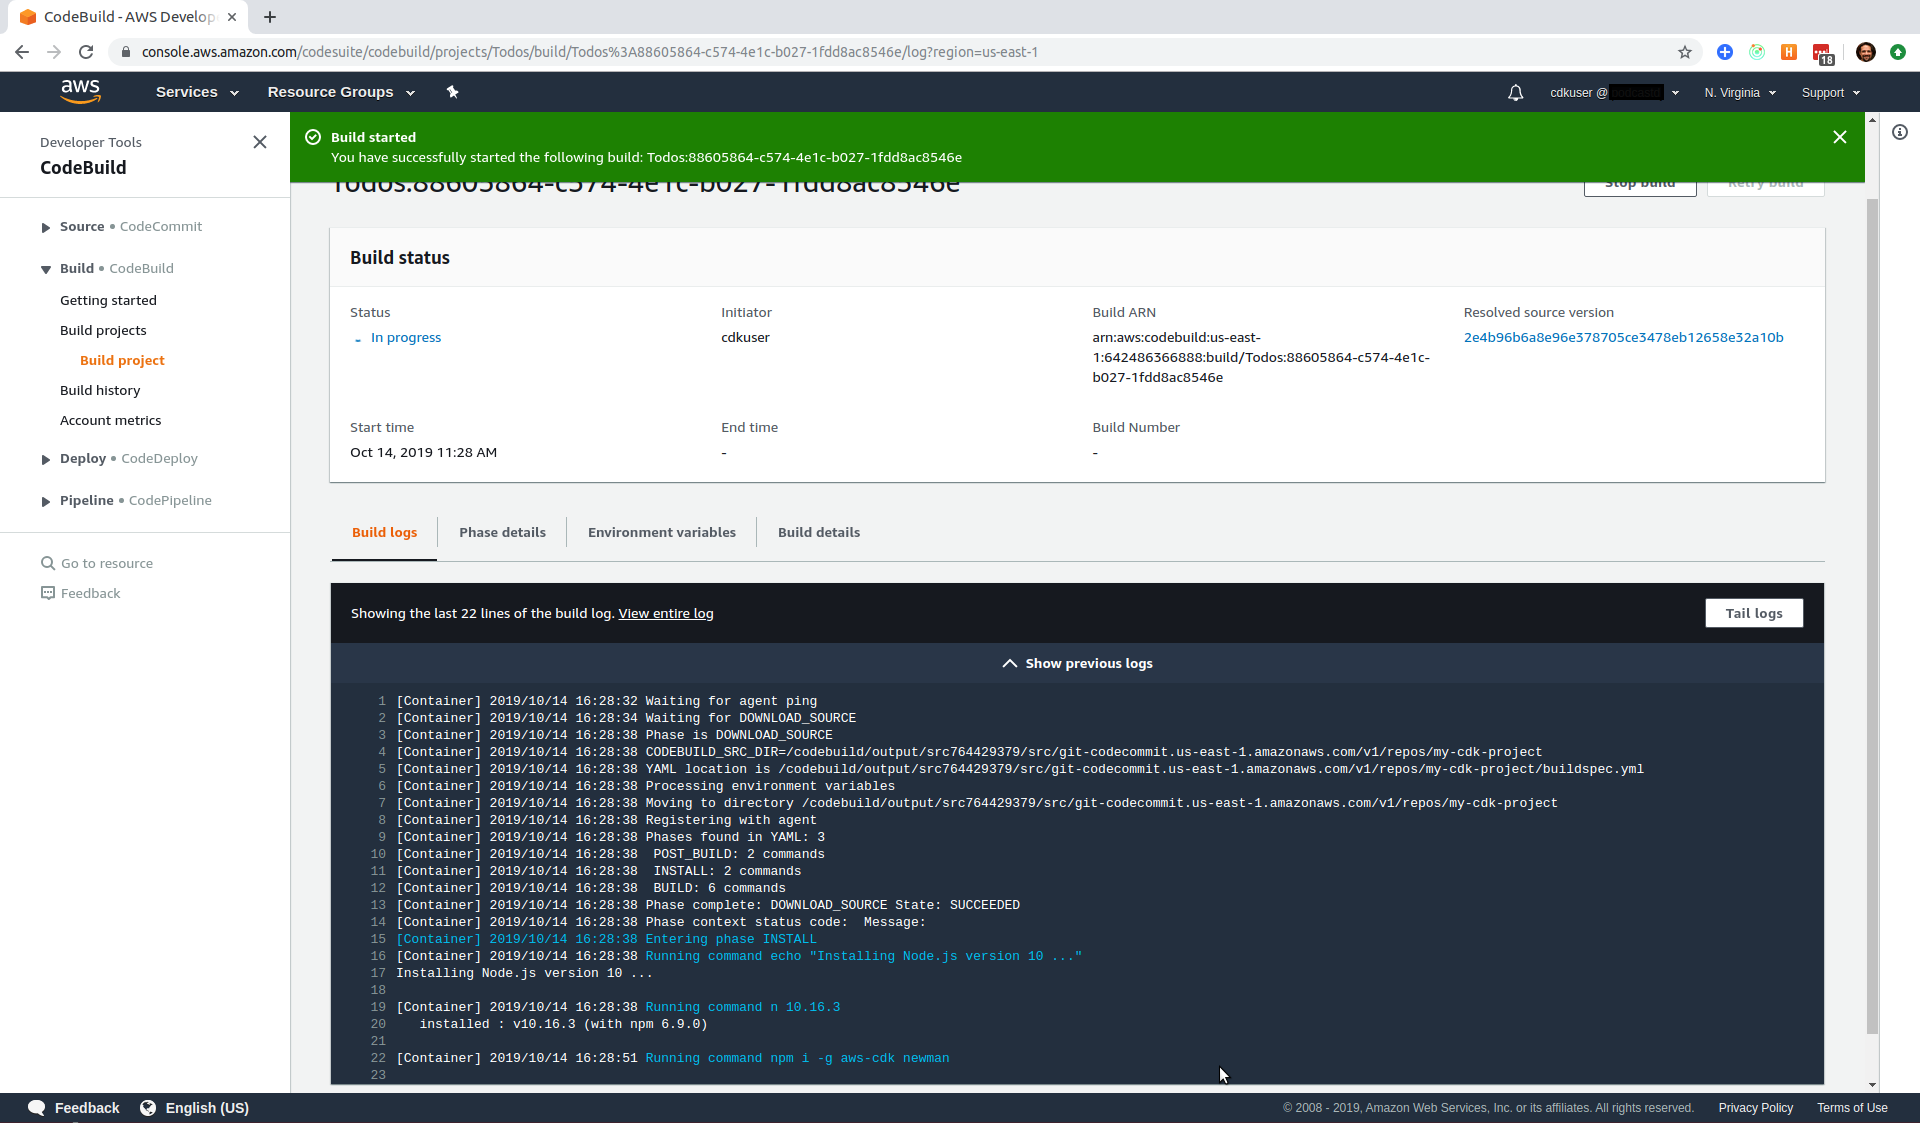 CodeBuild - AWS Develop
console.aws.amazon.com/codesuite/codebuild/projects/Todos/build/Todos%3A88605864-c574-4e1c-b027-1fdd8ac8546e/log?region=us-east-1
H
18
aws
Services
Resource Groups
cdkuser @
N. Virginia
Support
Developer Tools
CodeBuild
Source • CodeCommit
Build • CodeBuild
Getting started
Build projects
Build project
Build history
Account metrics
Deploy • CodeDeploy
Pipeline • CodePipeline
Go to resource
Feedback
Build started
You have successfully started the following build: Todos:88605864-c574-4e1c-b027-1fdd8ac8546e
Todos:88605864-c574-4e1c-b027-1fdd8ac8546e
Stop build
Retry build
Build status
Status
In progress
Initiator
cdkuser
Build ARN
arn:aws:codebuild:us-east-
1:642486366888:build/Todos:88605864-c574-4e1c-
b027-1fdd8ac8546e
Resolved source version
2e4b96b6a8e96e378705ce3478eb12658e32a10b
Start time
Oct 14, 2019 11:28 AM
End time
-
Build Number
-
Build logs
Phase details
Environment variables
Build details
Showing the last 22 lines of the build log. View entire log
Tail logs
Show previous logs
1 [Container] 2019/10/14 16:28:32 Waiting for agent ping
2 [Container] 2019/10/14 16:28:34 Waiting for DOWNLOAD_SOURCE
3 [Container] 2019/10/14 16:28:38 Phase is DOWNLOAD_SOURCE
4 [Container] 2019/10/14 16:28:38 CODEBUILD_SRC_DIR=/codebuild/output/src764429379/src/git-codecommit.us-east-1.amazonaws.com/v1/repos/my-cdk-project
5 [Container] 2019/10/14 16:28:38 YAML location is /codebuild/output/src764429379/src/git-codecommit.us-east-1.amazonaws.com/v1/repos/my-cdk-project/buildspec.yml
6 [Container] 2019/10/14 16:28:38 Processing environment variables
7 [Container] 2019/10/14 16:28:38 Moving to directory /codebuild/output/src764429379/src/git-codecommit.us-east-1.amazonaws.com/v1/repos/my-cdk-project
8 [Container] 2019/10/14 16:28:38 Registering with agent
9 [Container] 2019/10/14 16:28:38 Phases found in YAML: 3
10 [Container] 2019/10/14 16:28:38  POST_BUILD: 2 commands
11 [Container] 2019/10/14 16:28:38  INSTALL: 2 commands
12 [Container] 2019/10/14 16:28:38  BUILD: 6 commands
13 [Container] 2019/10/14 16:28:38 Phase complete: DOWNLOAD_SOURCE State: SUCCEEDED
14 [Container] 2019/10/14 16:28:38 Phase context status code:  Message:
15 [Container] 2019/10/14 16:28:38 Entering phase INSTALL
16 [Container] 2019/10/14 16:28:38 Running command echo "Installing Node.js version 10 ..."
17 Installing Node.js version 10 ...
18
19 [Container] 2019/10/14 16:28:38 Running command n 10.16.3
20    installed : v10.16.3 (with npm 6.9.0)
21
22 [Container] 2019/10/14 16:28:51 Running command npm i -g aws-cdk newman
23
Feedback
English (US)
© 2008 - 2019, Amazon Web Services, Inc. or its affiliates. All rights reserved.
Privacy Policy
Terms of Use